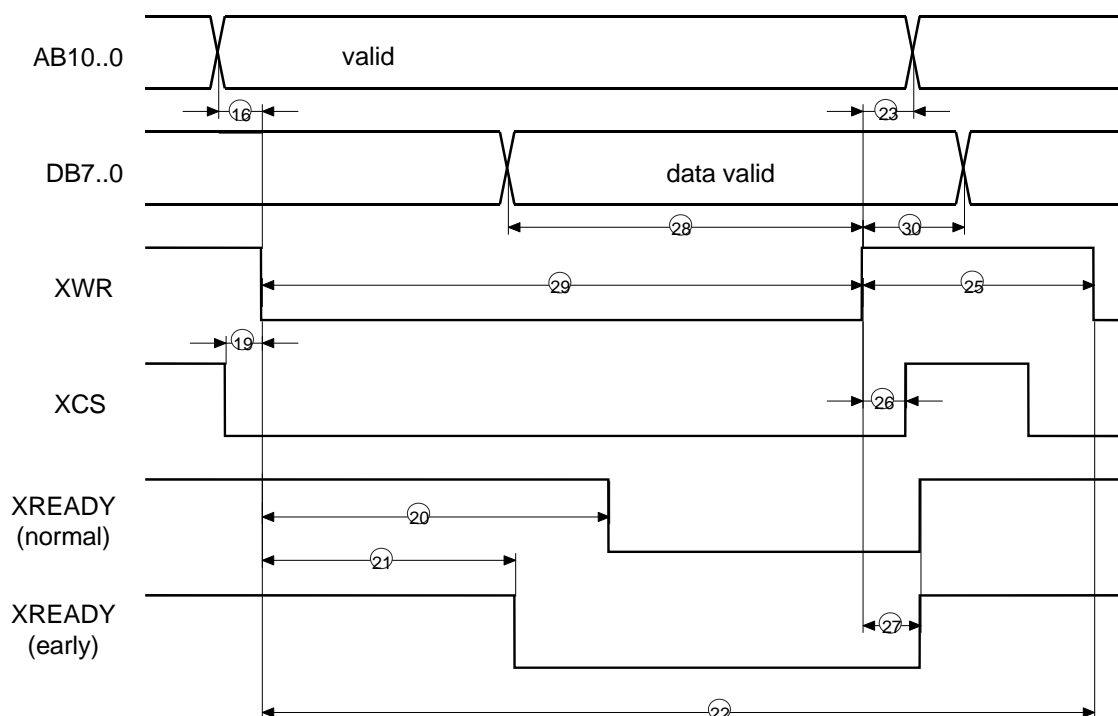 AB10..0
valid
16
23
DB7..0
data valid
28
30
XWR
29
25
19
XCS
26
XREADY
(normal)
20
21
XREADY
(early)
27
22